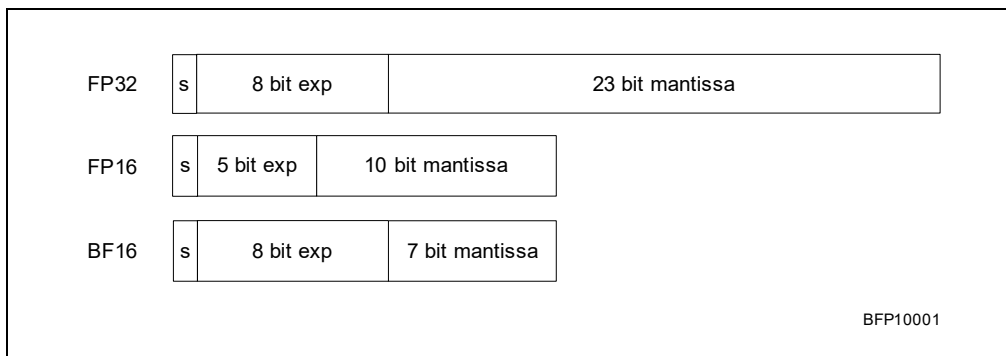 FP32 s 8 bit exp 23 bit mantissa
FP16 s 5 bit exp 10 bit mantissa
BF16 s 8 bit exp 7 bit mantissa
BFP10001